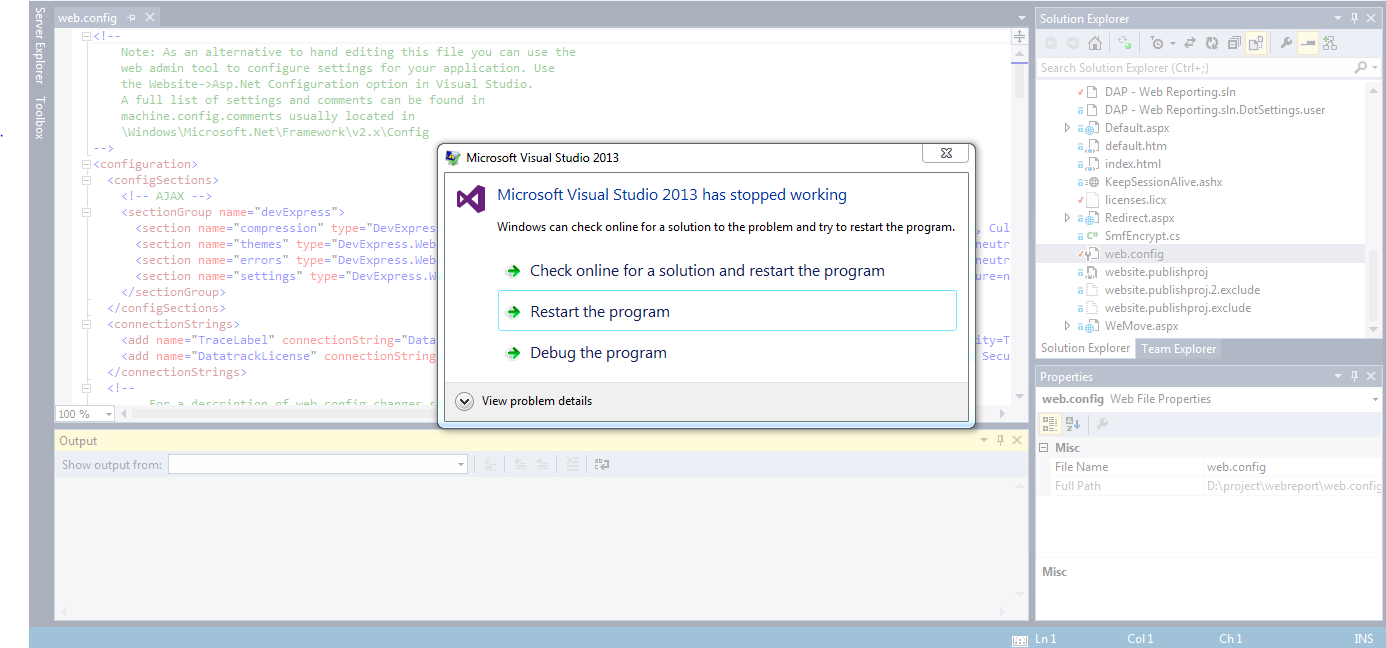 Server Explorer
Toolbox
web.config
<!--
Note: As an alternative to hand editing this file you can use the
web admin tool to configure settings for your application. Use
the Website->Asp.Net Configuration option in Visual Studio.
A full list of settings and comments can be found in
machine.config.comments usually located in
\Windows\Microsoft.Net\Framework\v2.x\Config
-->
<configuration>
<configSections>
<!-- AJAX -->
<sectionGroup name="devExpress">
<section name="compression" type="DevExpres , Cul
<section name="themes" type="DevExpress.Web neutr
<section name="errors" type="DevExpress.Web neutr
<section name="settings" type="DevExpress.W ure=ne
</sectionGroup>
</configSections>
<connectionStrings>
<add name="TraceLabel" connectionString="Data ity=T
<add name="DatatrackLicense" connectionString Secu
</connectionStrings>
<!--
For a description of web.config changes s
100 %
Microsoft Visual Studio 2013
Microsoft Visual Studio 2013 has stopped working
Windows can check online for a solution to the problem and try to restart the program.
Check online for a solution and restart the program
Restart the program
Debug the program
View problem details
Output
Show output from:
Solution Explorer
Search Solution Explorer (Ctrl+;)
DAP - Web Reporting.sln
DAP - Web Reporting.sln.DotSettings.user
Default.aspx
default.htm
index.html
KeepSessionAlive.ashx
licenses.licx
Redirect.aspx
C# SmfEncrypt.cs
web.config
website.publishproj
website.publishproj.2.exclude
website.publishproj.exclude
WeMove.aspx
Solution Explorer Team Explorer
Properties
web.config Web File Properties
Misc
File Name web.config
Full Path D:\project\webreport\web.config
Misc
Ln 1 Col 1 Ch 1 INS